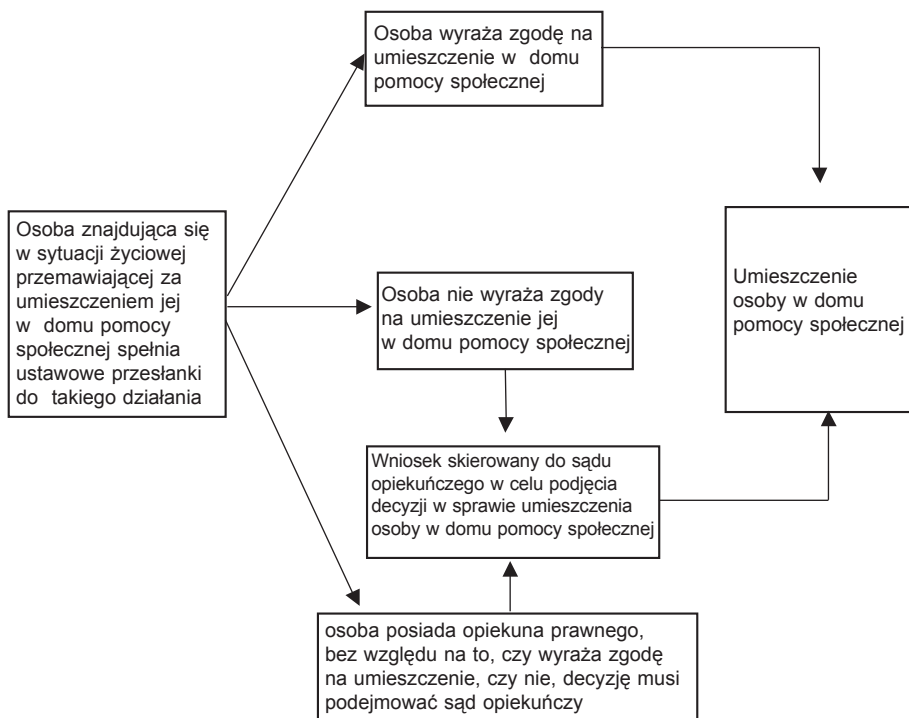 Osoba wyraża zgodę na
umieszczenie w domu
pomocy społecznej
Osoba znajdująca się
w sytuacji życiowej
przemawiającej za
umieszczeniem jej
w domu pomocy
społecznej spełnia
ustawowe przesłanki
do takiego działania
Osoba nie wyraża zgody
na umieszczenie jej
w domu pomocy społecznej
Umieszczenie
osoby w domu
pomocy społecznej
Wniosek skierowany do sądu
opiekuńczego w celu podjęcia
decyzji w sprawie umieszczenia
osoby w domu pomocy społecznej
osoba posiada opiekuna prawnego,
bez względu na to, czy wyraża zgodę
na umieszczenie, czy nie, decyzję musi
podejmować sąd opiekuńczy